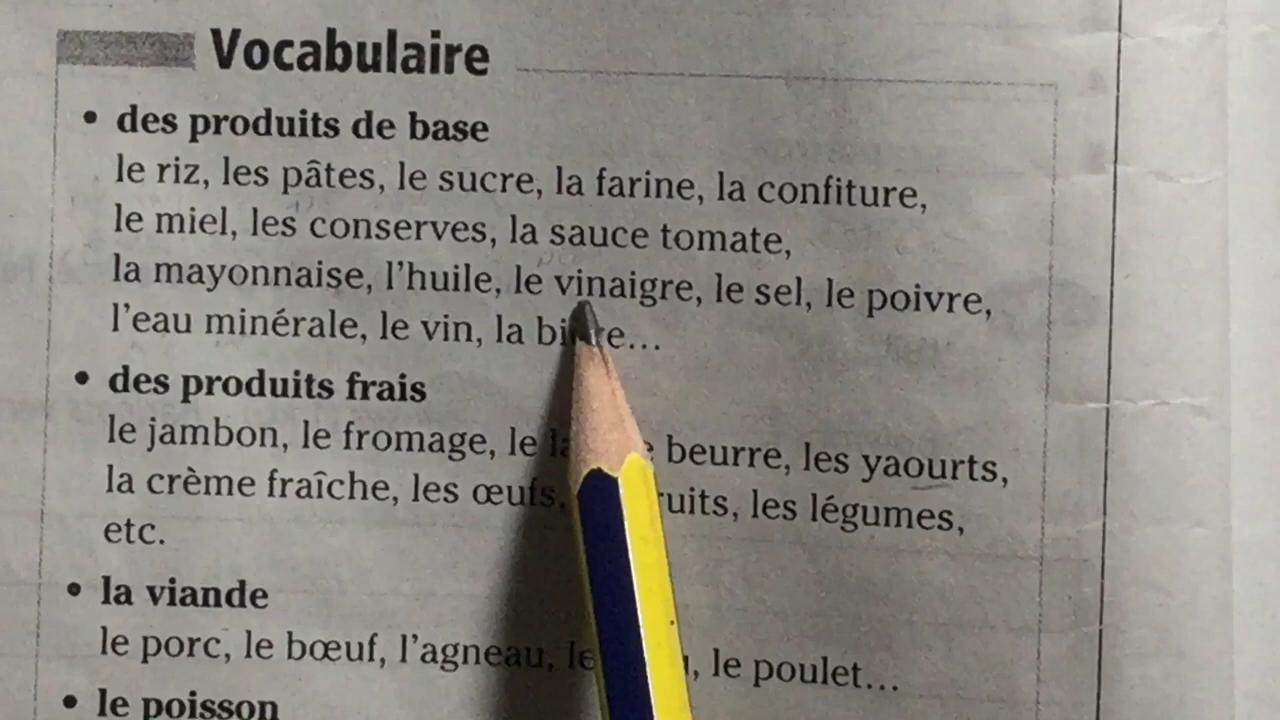 Vocabulaire
• des produits de base
le riz, les pâtes, le sucre, la farine, la confiture,
le miel, les conserves, la sauce tomate,
la mayonnaise, l'huile, le vinaigre, le sel, le poivre,
l'eau minérale, le vin, la
• des produits frais
le jambon, le fromage, le beurre, les yaourts,
la crème fraîche, les œufs, les légumes,
etc.
• la viande
le porc, le bœuf, l'agneau, le poulet...
• le poisson